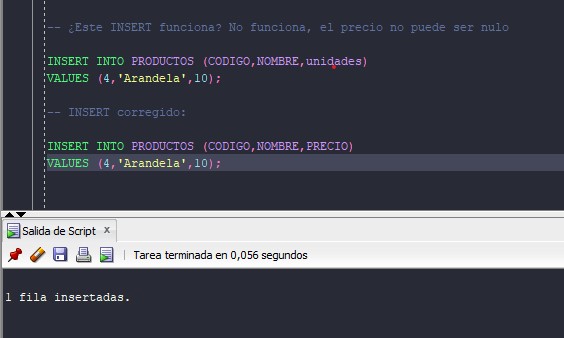 -- ¿Este INSERT funciona? No funciona, el precio no puede ser nulo
INSERT INTO PRODUCTOS (CODIGO,NOMBRE,unidades)
VALUES (4,'Arandela',10);
-- INSERT corregido:
INSERT INTO PRODUCTOS (CODIGO,NOMBRE,PRECIO)
VALUES (4,'Arandela',10);
Salida de Script x
Tarea terminada en 0,056 segundos
1 fila insertadas.